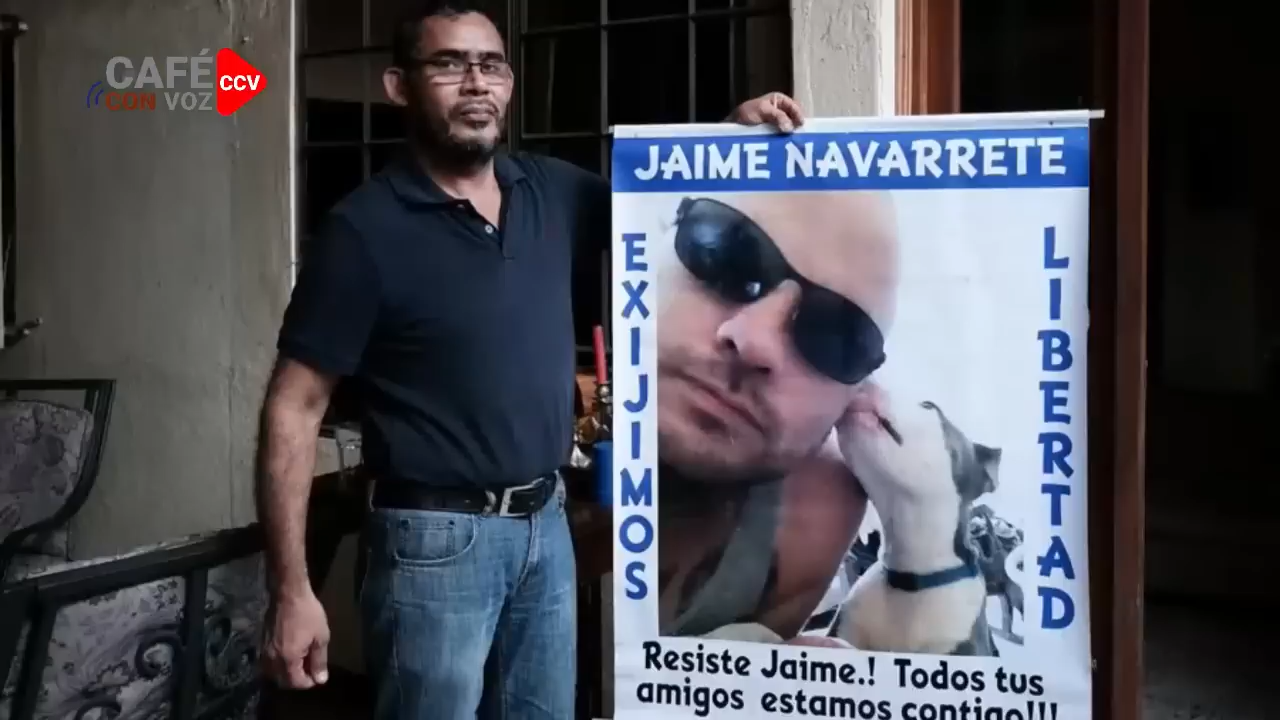 CAFÉ
CON VOZ
CCV
JAIME NAVARRETE
EXIJIMOS
LIBERTAD
Resiste Jaime.! Todos tus
amigos estamos contigo!!!